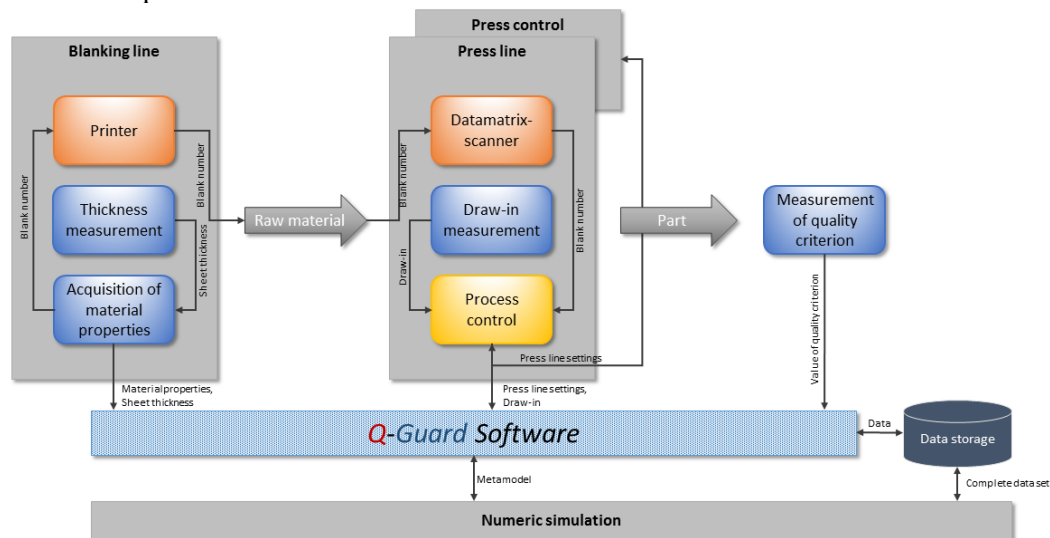 Press control
Blanking line
Press line
Printer
Datamatrix-
scanner
Blank number
Blank number
Blank number
Blank number
Thickness
measurement
Sheet thickness
Raw material
Draw-in
measurement
Draw-in
Part
Measurement
of quality
criterion
Acquisition of
material
properties
Process
control
Press line settings
Value of quality criterion
Material properties,
Sheet thickness
Press line settings,
Draw-in
Q-Guard Software
Data
Data storage
Metamodel
Complete data set
Numeric simulation